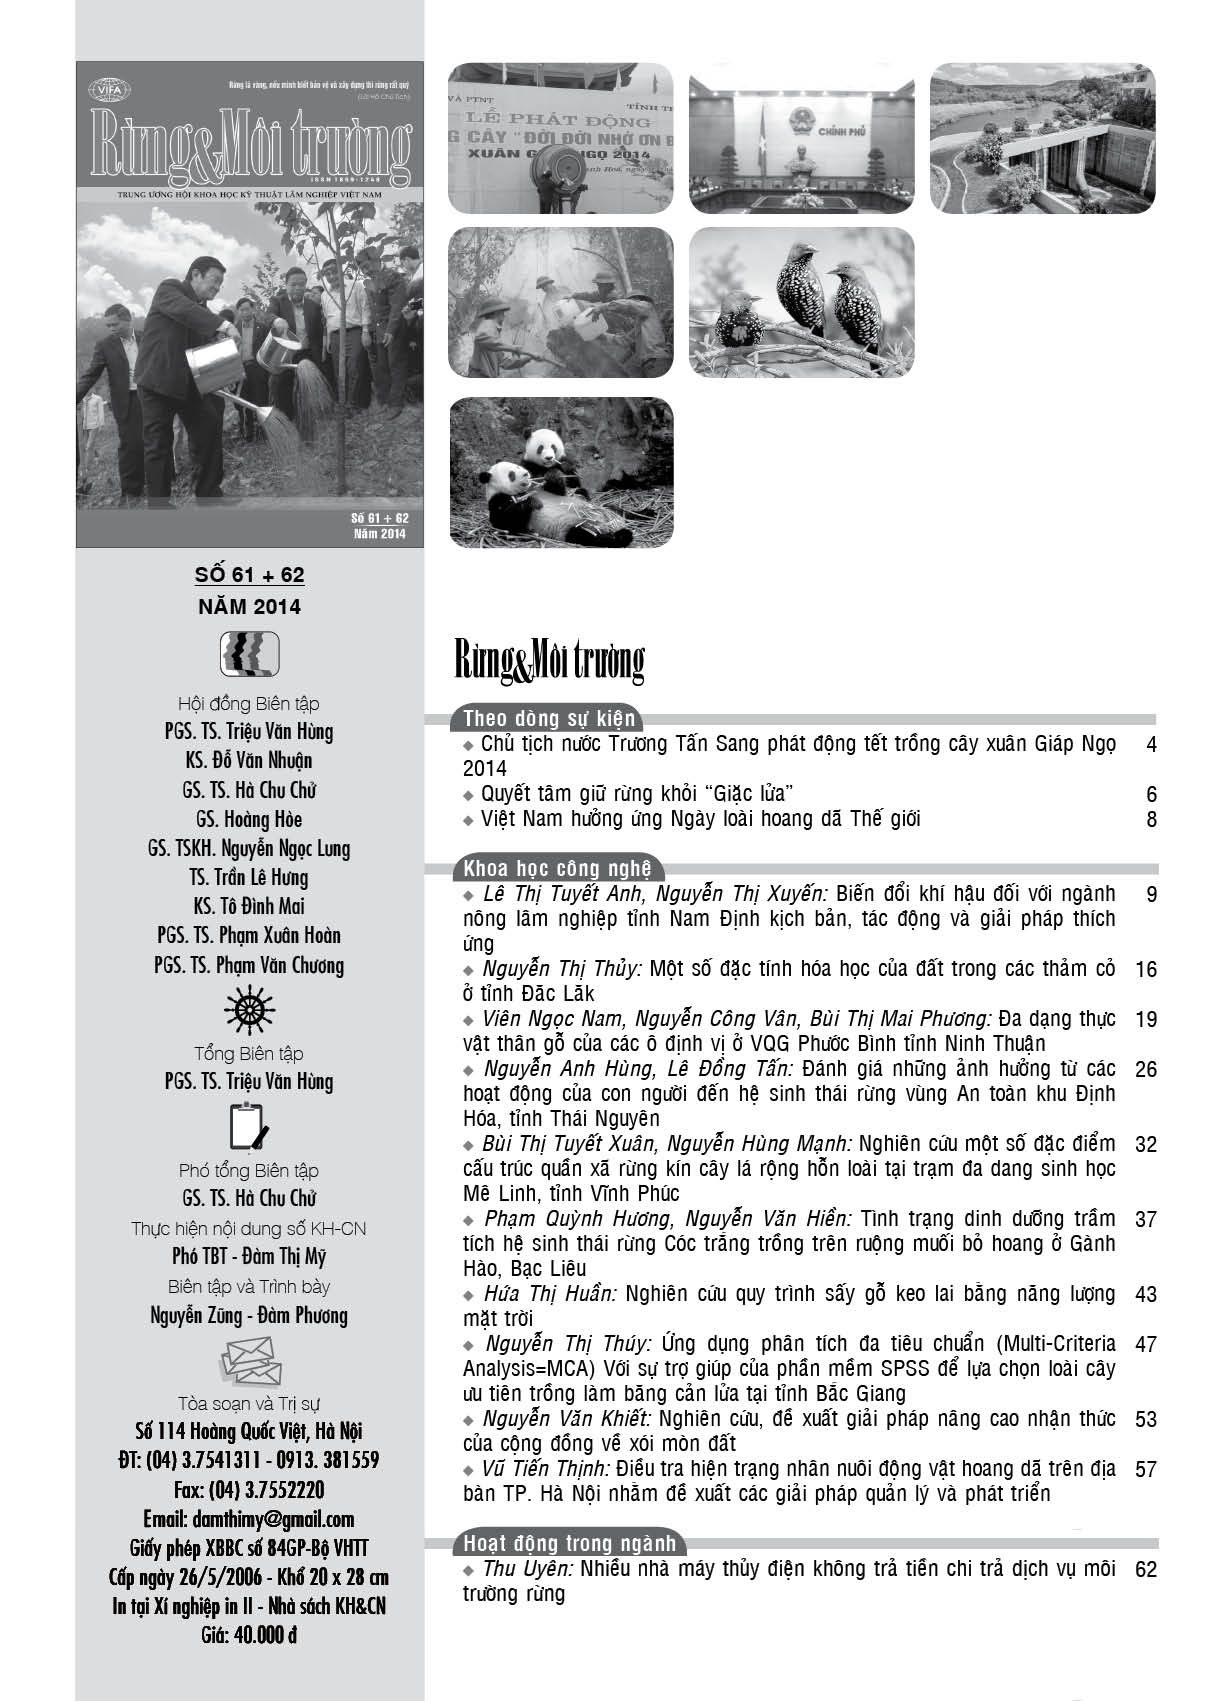 VIFA
Rừng là vàng, nếu mình biết bảo vệ và xây dựng thì rừng rất quý
(Lời Hồ Chủ Tịch)
Rừng&Môi trường
ISSN 1859-1248
TRUNG ƯƠNG HỘI KHOA HỌC KỸ THUẬT LÂM NGHIỆP VIỆT NAM
Số 61 + 62
Năm 2014
VÀ PTNT
TỈNH T
LỄ PHÁT ĐỘNG
G CÂY “ĐỜI ĐỜI NHỚ ƠN
XUÂN G NGỌ 2014
CHÍNH PHỦ
SỐ 61 + 62
NĂM 2014
Hội đồng Biên tập
PGS. TS. Triệu Văn Hùng
KS. Đỗ Văn Nhuận
GS. TS. Hà Chu Chử
GS. Hoàng Hòe
GS. TSKH. Nguyễn Ngọc Lung
TS. Trần Lê Hưng
KS. Tô Đình Mai
PGS. TS. Phạm Xuân Hoàn
PGS. TS. Phạm Văn Chương
Tổng Biên tập
PGS. TS. Triệu Văn Hùng
Phó tổng Biên tập
GS. TS. Hà Chu Chử
Thực hiện nội dung số KH-CN
Phó TBT - Đàm Thị Mỹ
Biên tập và Trình bày
Nguyễn Zũng - Đàm Phương
Tòa soạn và Trị sự
Số 114 Hoàng Quốc Việt, Hà Nội
ĐT: (04) 3.7541311 - 0913. 381559
Fax: (04) 3.7552220
Email: damthimy@gmail.com
Giấy phép XBBC số 84GP-Bộ VHTT
Cấp ngày 26/5/2006 - Khổ 20 x 28 cm
In tại Xí nghiệp in II - Nhà sách KH&CN
Giá: 40.000 đ
Rừng&Môi trường
Theo dòng sự kiện
◆ Chủ tịch nước Trương Tấn Sang phát động tết trồng cây xuân Giáp Ngọ 4
2014
◆ Quyết tâm giữ rừng khỏi “Giặc lửa” 6
◆ Việt Nam hưởng ứng Ngày loài hoang dã Thế giới 8
Khoa học công nghệ
◆ Lê Thị Tuyết Anh, Nguyễn Thị Xuyến: Biến đổi khí hậu đối với ngành 9
nông lâm nghiệp tỉnh Nam Định kịch bản, tác động và giải pháp thích
ứng
◆ Nguyễn Thị Thủy: Một số đặc tính hóa học của đất trong các thảm cỏ 16
ở tỉnh Đăc Lăk
◆ Viên Ngọc Nam, Nguyễn Công Vân, Bùi Thị Mai Phương: Đa dạng thực 19
vật thân gỗ của các ô định vị ở VQG Phước Bình tỉnh Ninh Thuận
◆ Nguyễn Anh Hùng, Lê Đồng Tấn: Đánh giá những ảnh hưởng từ các 26
hoạt động của con người đến hệ sinh thái rừng vùng An toàn khu Định
Hóa, tỉnh Thái Nguyên
◆ Bùi Thị Tuyết Xuân, Nguyễn Hùng Mạnh: Nghiên cứu một số đặc điểm 32
cấu trúc quần xã rừng kín cây lá rộng hỗn loài tại trạm đa dang sinh học
Mê Linh, tỉnh Vĩnh Phúc
◆ Phạm Quỳnh Hương, Nguyễn Văn Hiền: Tình trạng dinh dưỡng trầm 37
tích hệ sinh thái rừng Cóc trắng trồng trên ruộng muối bỏ hoang ở Gành
Hào, Bạc Liêu
◆ Hứa Thị Huần: Nghiên cứu quy trình sấy gỗ keo lai bằng năng lượng 43
mặt trời
◆ Nguyễn Thị Thúy: Ứng dụng phân tích đa tiêu chuẩn (Multi-Criteria 47
Analysis=MCA) Với sự trợ giúp của phần mềm SPSS để lựa chọn loài cây
ưu tiên trồng làm băng cản lửa tại tỉnh Bắc Giang
◆ Nguyễn Văn Khiết: Nghiên cứu, đề xuất giải pháp nâng cao nhận thức 53
của cộng đồng về xói mòn đất
◆ Vũ Tiến Thịnh: Điều tra hiện trạng nhân nuôi động vật hoang dã trên địa 57
bàn TP. Hà Nội nhằm đề xuất các giải pháp quản lý và phát triển
Hoạt động trong ngành
◆ Thu Uyên: Nhiều nhà máy thủy điện không trả tiền chi trả dịch vụ môi 62
trường rừng